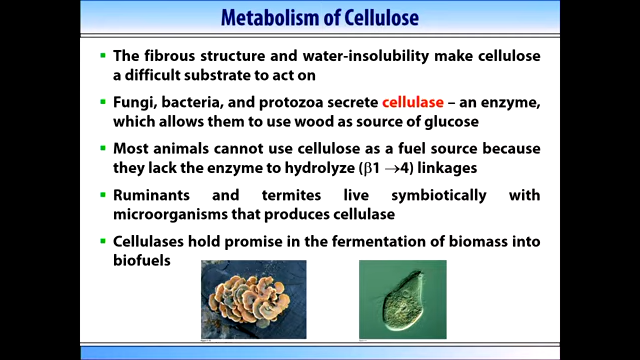 Metabolism of Cellulose
The fibrous structure and water-insolubility make cellulose
a difficult substrate to act on
Fungi, bacteria, and protozoa secrete cellulase – an enzyme,
which allows them to use wood as source of glucose
Most animals cannot use cellulose as a fuel source because
they lack the enzyme to hydrolyze (β1 →4) linkages
Ruminants and termites live symbiotically with
microorganisms that produces cellulase
Cellulases hold promise in the fermentation of biomass into
biofuels